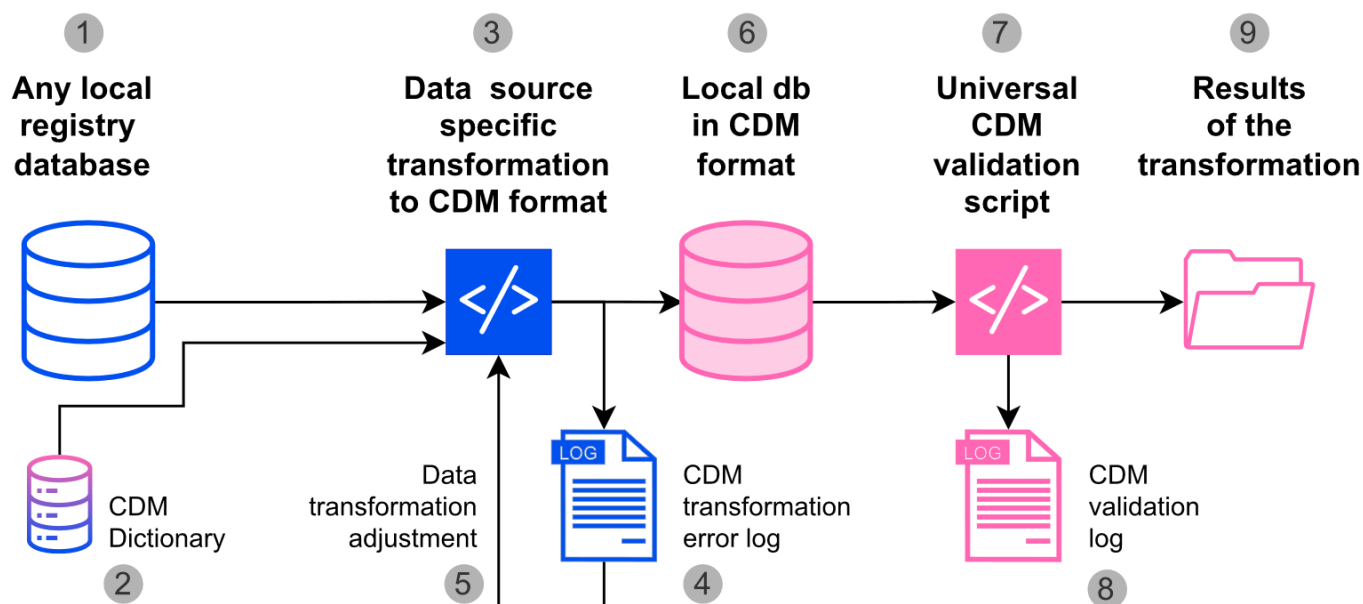 1
Any local
registry
database
3
Data source
specific
transformation
to CDM format
6
Local db
in CDM
format
7
Universal
CDM
validation
script
9
Results
of the
transformation
</>
</>
CDM
Dictionary
2
Data
transformation
adjustment
5
LOG
CDM
transformation
error log
4
LOG
CDM
validation
log
8